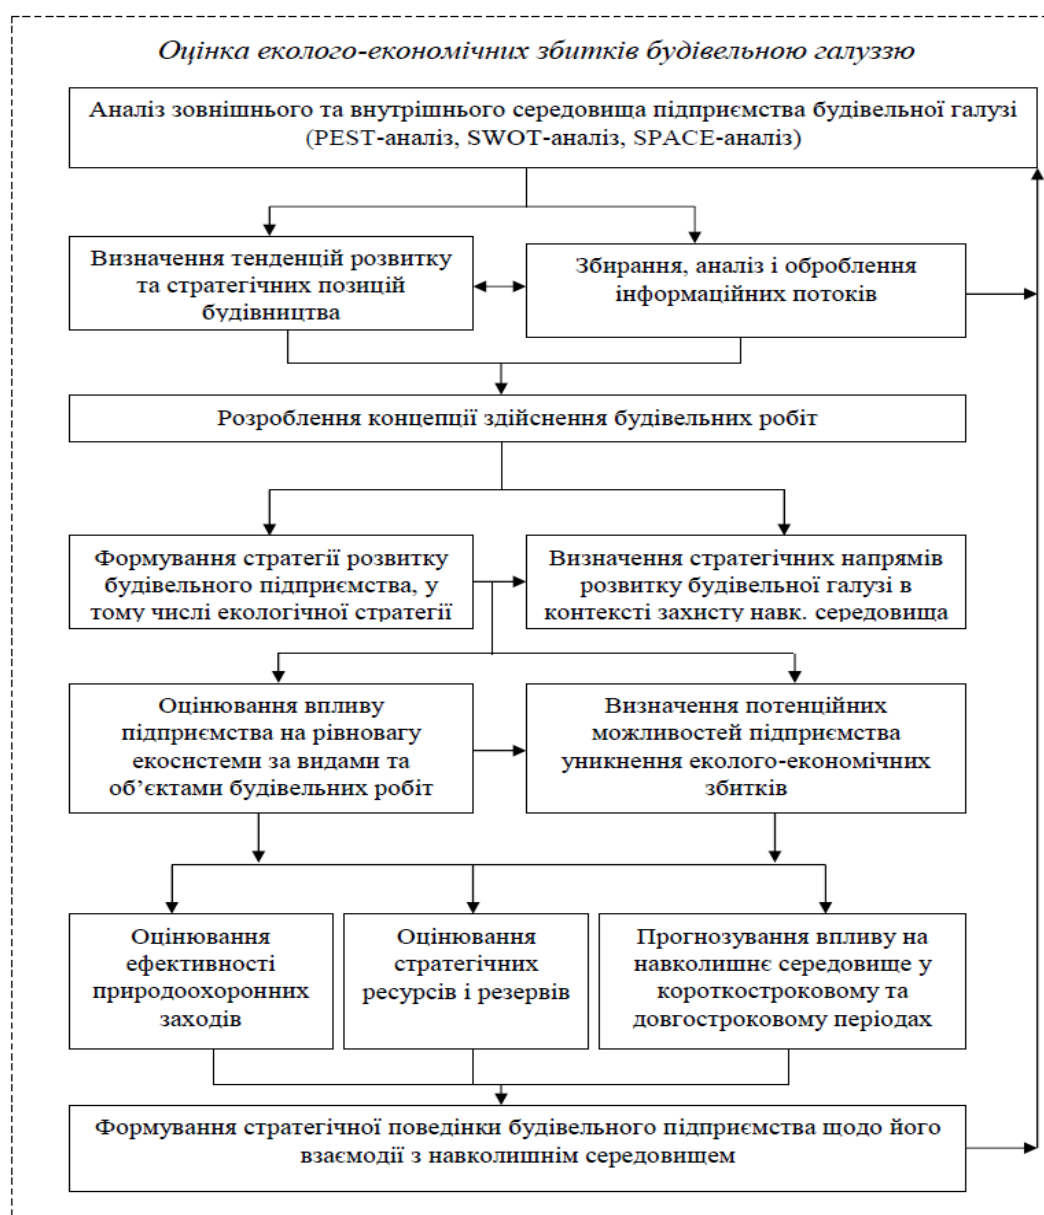 Оцінка еколого-економічних збитків будівельною галуззю
Аналіз зовнішнього та внутрішнього середовища підприємства будівельної галузі
(PEST-аналіз, SWOT-аналіз, SPACE-аналіз)
Визначення тенденцій розвитку
та стратегічних позицій
будівництва
Збирання, аналіз і оброблення
інформаційних потоків
Розроблення концепції здійснення будівельних робіт
Формування стратегії розвитку
будівельного підприємства, у
тому числі екологічної стратегії
Визначення стратегічних напрямів
розвитку будівельної галузі в
контексті захисту навк. середовища
Оцінювання впливу
підприємства на рівновагу
екосистеми за видами та
об’єктами будівельних робіт
Визначення потенційних
можливостей підприємства
уникнення еколого-економічних
збитків
Оцінювання
ефективності
природоохоронних
заходів
Оцінювання
стратегічних
ресурсів і резервів
Прогнозування впливу на
навколишнє середовище у
короткостроковому та
довгостроковому періодах
Формування стратегічної поведінки будівельного підприємства щодо його
взаємодії з навколишнім середовищем